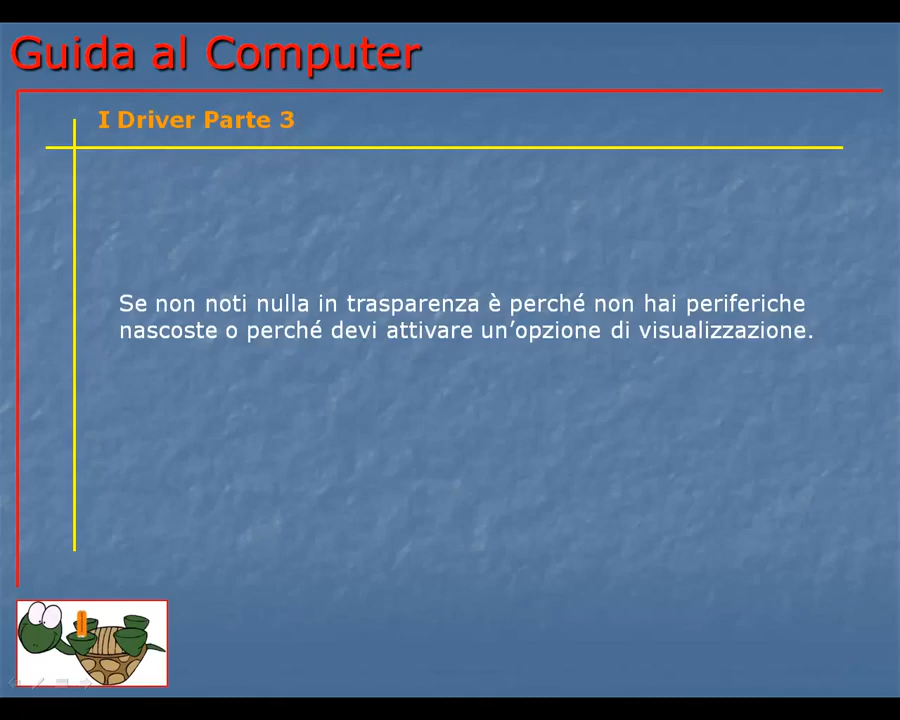 Guida al Computer
I Driver Parte 3
Se non noti nulla in trasparenza è perché non hai periferiche
nascoste o perché devi attivare un’opzione di visualizzazione.